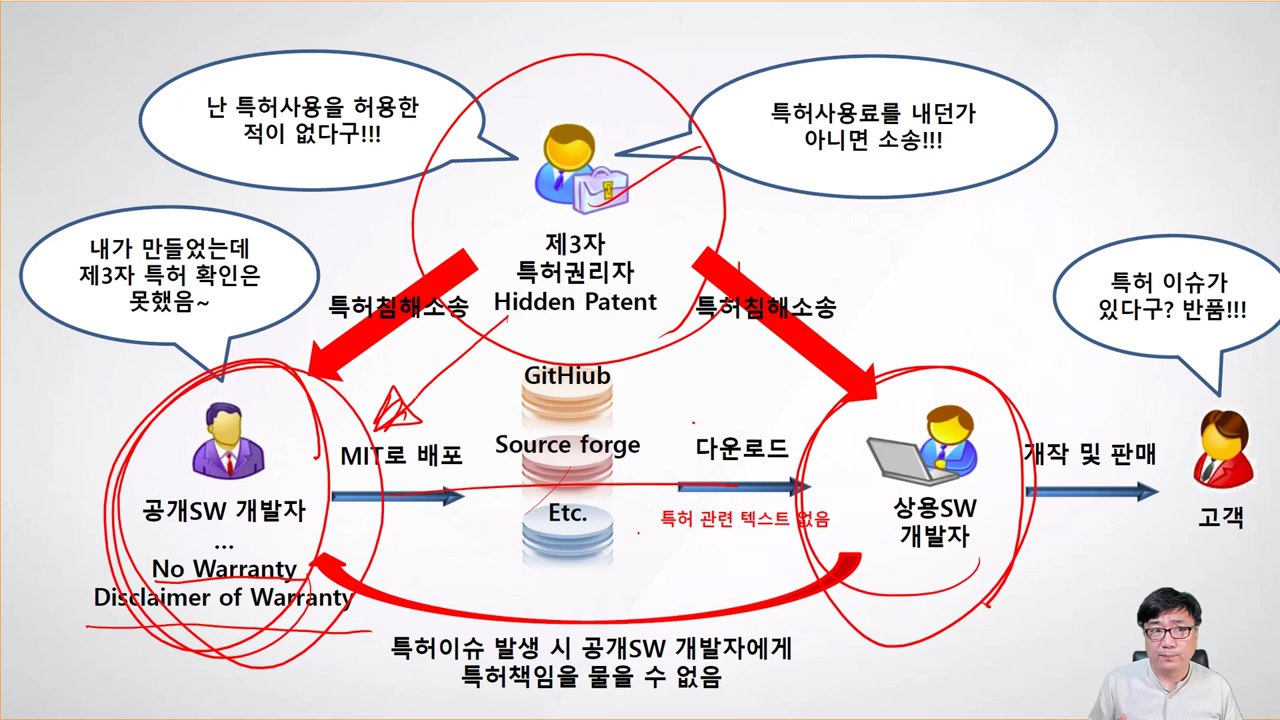 난 특허사용을 허용한
적이 없다구!!!
특허사용료를 내던가
아니면 소송!!!
내가 만들었는데
제3자 특허 확인은
못했음~
제3자
특허권리자
Hidden Patent
특허 이슈가
있다구? 반품!!!
특허침해소송
특허침해소송
GitHiub
MIT로 배포
Source forge
다운로드
개작 및 판매
Etc.
특허 관련 텍스트 없음
공개SW 개발자
...
No Warranty
Disclaimer of Warranty
상용SW
개발자
고객
특허이슈 발생 시 공개SW 개발자에게
특허책임을 물을 수 없음